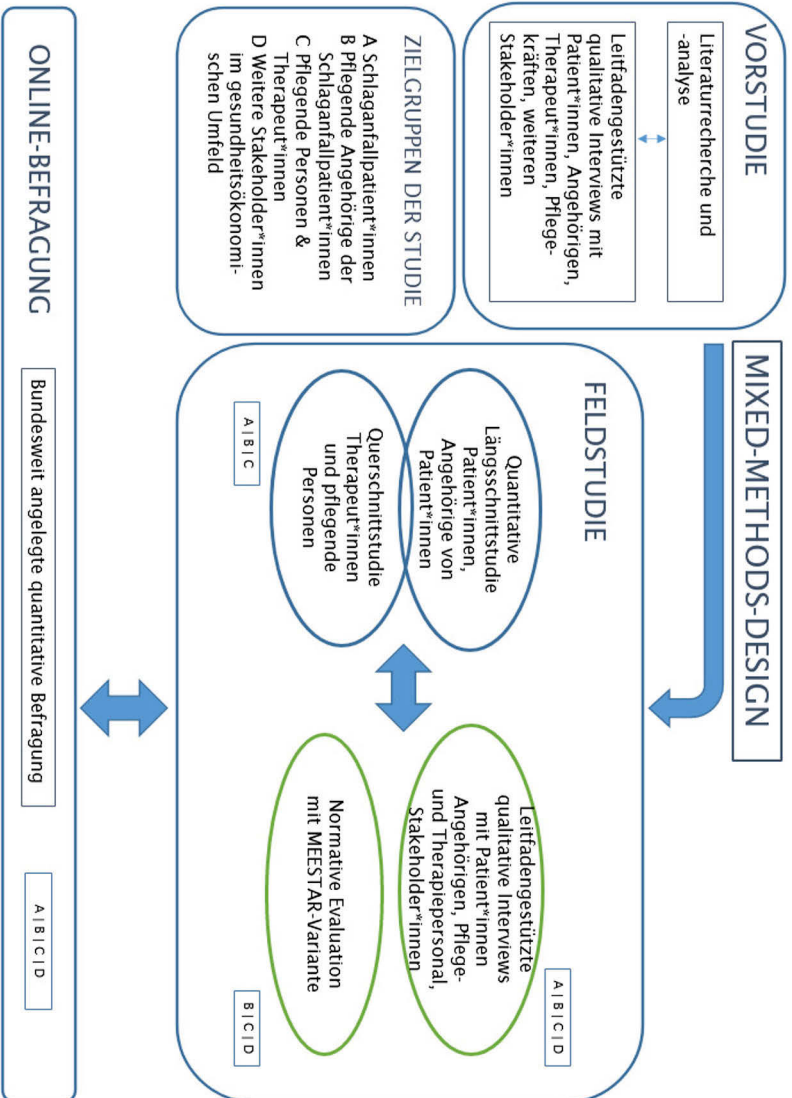 MIXED-METHODS-DESIGN
VORSTUDIE
Literaturrecherche und
-analyse
Leitfadengestützte
qualitative Interviews mit
Patient*innen, Angehörigen,
Therapeut*innen, Pflege-
kräften, weiteren
Stakeholder*innen
ZIELGRUPPEN DER STUDIE
A Schlaganfallpatient*innen
B Pflegende Angehörige der
Schlaganfallpatient*innen
C Pflegende Personen &
Therapeut*innen
D Weitere Stakeholder*innen
im gesundheitsökonomi-
schen Umfeld
FELDSTUDIE
Quantitative
Längsschnittstudie
Patient*innen,
Angehörige von
Patient*innen
Querschnittstudie
Therapeut*innen
und pflegende
Personen
A|B|C
Leitfadengestützte
qualitative Interviews
mit Patient*innen
Angehörigen, Pflege-
und Therapiepersonal,
Stakeholder*innen
A|B|C|D
Normative Evaluation
mit MEESTAR-Variante
B|C|D
ONLINE-BEFRAGUNG
Bundesweit angelegte quantitative Befragung
A|B|C|D